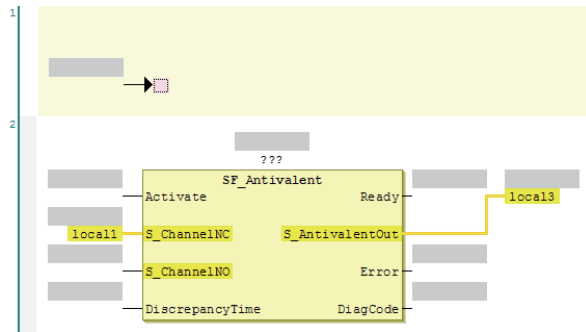 1
2
???
SF_Antivalent
Activate Ready local3
local1 S_ChannelNC S_AntivalentOut
S_ChannelNO Error
DiscrepancyTime DiagCode